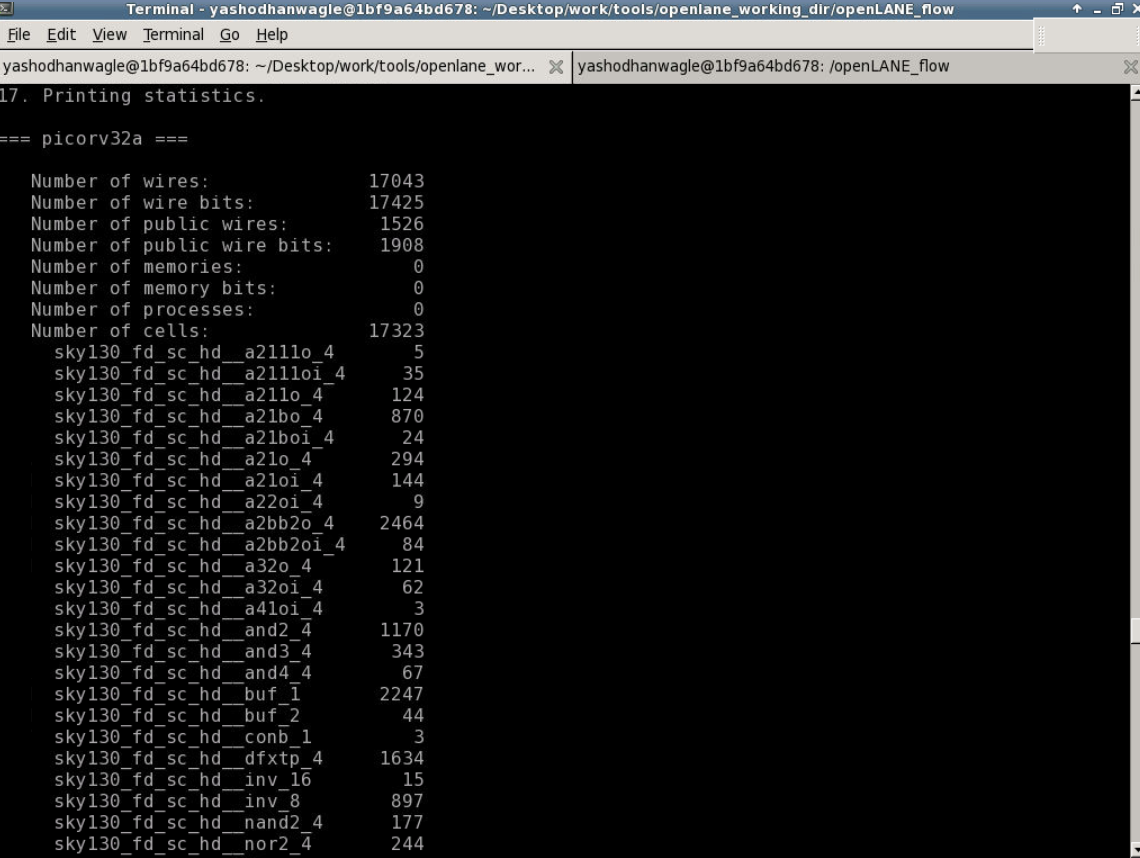 Terminal - yashodhanwagle@1bf9a64bd678: ~/Desktop/work/tools/openlane_working_dir/openLANE_flow
File Edit View Terminal Go Help
yashodhanwagle@1bf9a64bd678: ~/Desktop/work/tools/openlane_wor... yashodhanwagle@1bf9a64bd678: /openLANE_flow
17. Printing statistics.
=== picorv32a ===
Number of wires: 17043
Number of wire bits: 17425
Number of public wires: 1526
Number of public wire bits: 1908
Number of memories: 0
Number of memory bits: 0
Number of processes: 0
Number of cells: 17323
sky130_fd_sc_hd__a2111o_4 5
sky130_fd_sc_hd__a2111oi_4 35
sky130_fd_sc_hd__a211o_4 124
sky130_fd_sc_hd__a21bo_4 870
sky130_fd_sc_hd__a21boi_4 24
sky130_fd_sc_hd__a21o_4 294
sky130_fd_sc_hd__a21oi_4 144
sky130_fd_sc_hd__a22oi_4 9
sky130_fd_sc_hd__a2bb2o_4 2464
sky130_fd_sc_hd__a2bb2oi_4 84
sky130_fd_sc_hd__a32o_4 121
sky130_fd_sc_hd__a32oi_4 62
sky130_fd_sc_hd__a41oi_4 3
sky130_fd_sc_hd__and2_4 1170
sky130_fd_sc_hd__and3_4 343
sky130_fd_sc_hd__and4_4 67
sky130_fd_sc_hd__buf_1 2247
sky130_fd_sc_hd__buf_2 44
sky130_fd_sc_hd__conb_1 3
sky130_fd_sc_hd__dfxtp_4 1634
sky130_fd_sc_hd__inv_16 15
sky130_fd_sc_hd__inv_8 897
sky130_fd_sc_hd__nand2_4 177
sky130_fd_sc_hd__nor2_4 244